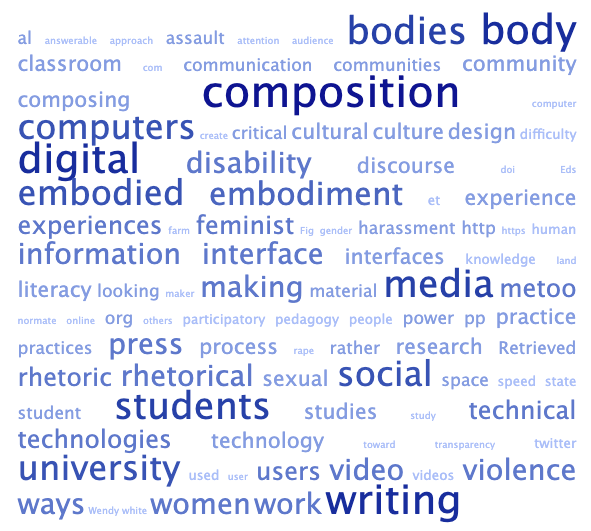 al answerable approach assault attention audience bodies body
classroom com communication communities community
composing composition computer
computers create critical cultural culture design difficulty
digital disability discourse doi Eds
embodied embodiment et experience
experiences farm feminist Fig gender harassment http https human
information interface interfaces knowledge land
literacy looking maker making material media metoo
normate online org others participatory pedagogy people power pp practice
practices press process rape rather research Retrieved
rhetoric rhetorical sexual social space speed state
student students studies study technical
technologies technology toward transparency twitter
university used user users video videos violence
ways Wendy white women work writing